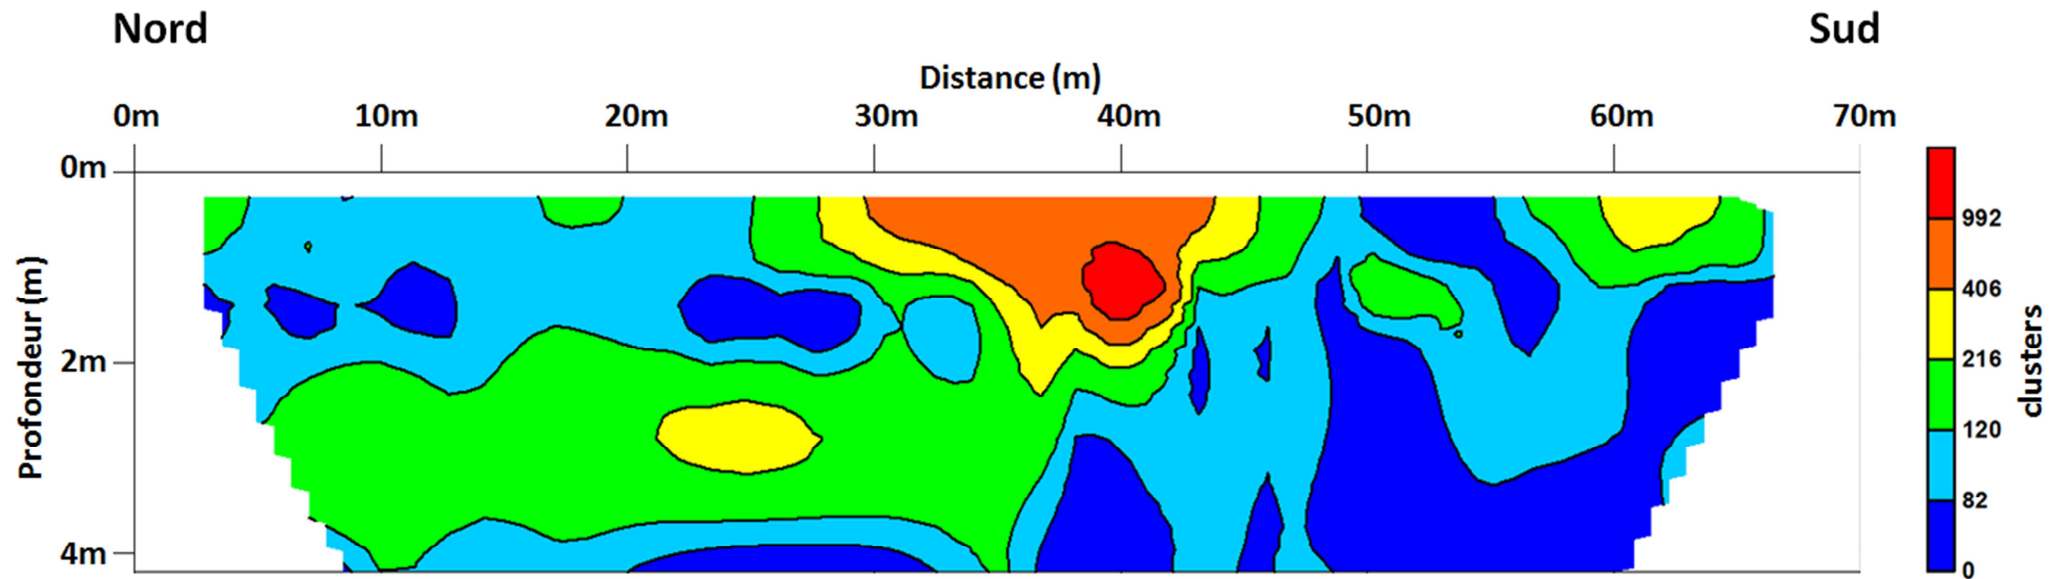 Nord
Sud
Distance (m)
0m 10m 20m 30m 40m 50m 60m 70m
0m
2m
4m
Profondeur (m)
992
406
216
120
82
0
clusters